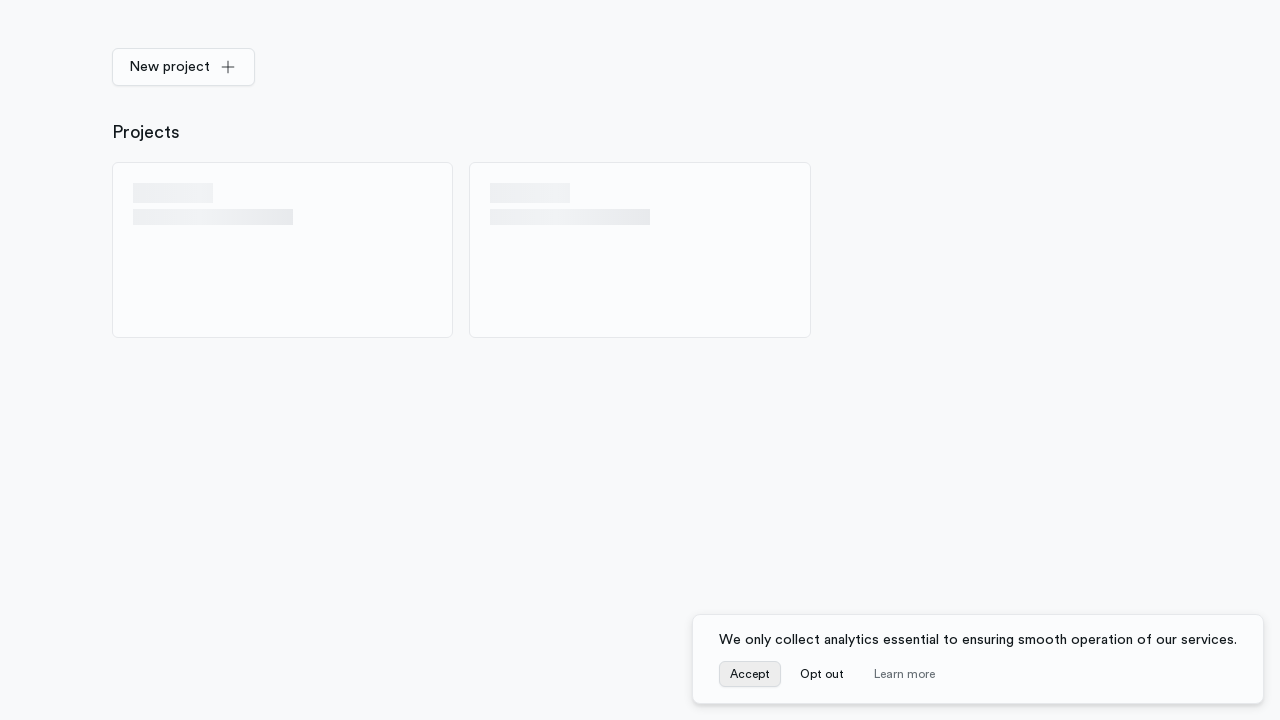 New project
Projects
We only collect analytics essential to ensuring smooth operation of our services.
Accept
Opt out
Learn more